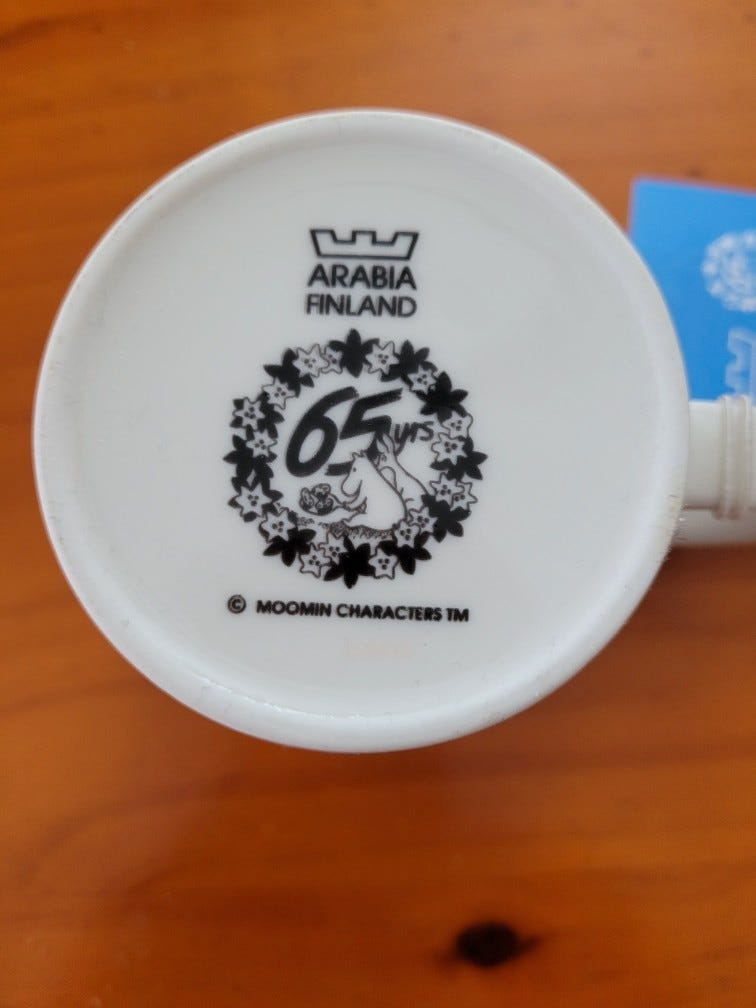 ARABIA
FINLAND
65 yrs
© MOOMIN CHARACTERS TM